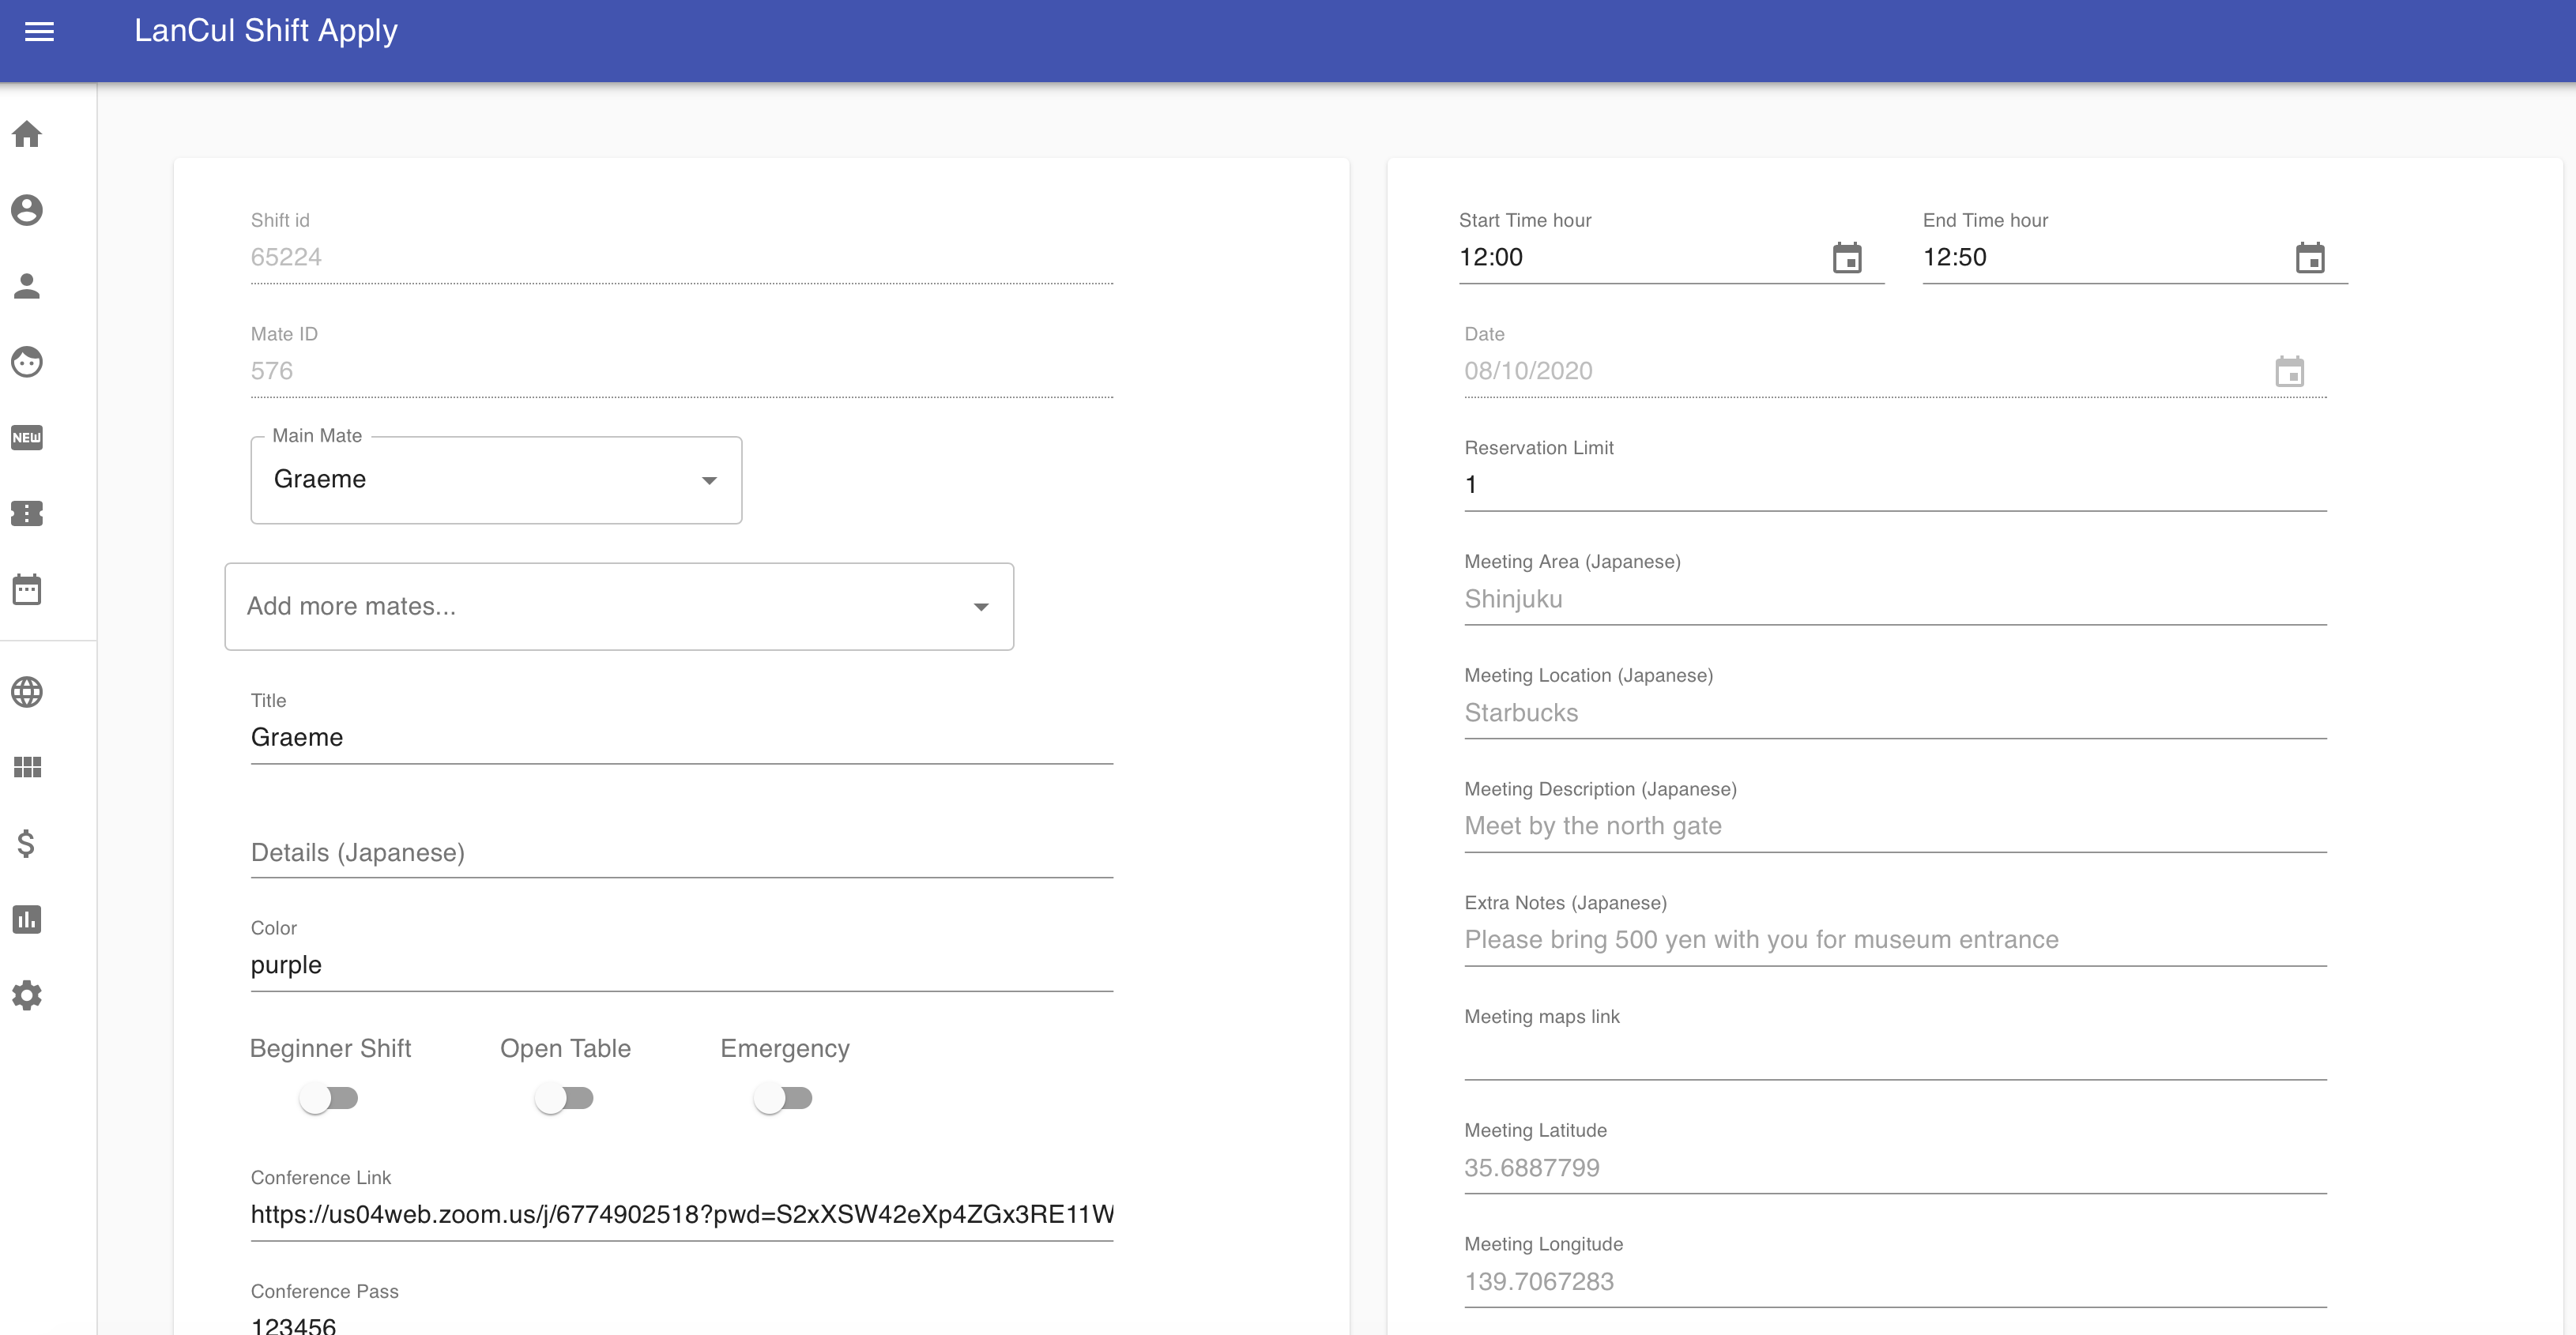 LanCul Shift Apply
NEW
Shift id
65224
Mate ID
576
Main Mate
Graeme
Add more mates...
Title
Graeme
Details (Japanese)
Color
purple
Beginner Shift Open Table Emergency
Conference Link
https://us04web.zoom.us/j/6774902518?pwd=S2xXSW42eXp4ZGx3RE11W
Conference Pass
123456
Start Time hour End Time hour
12:00 12:50
Date
08/10/2020
Reservation Limit
1
Meeting Area (Japanese)
Shinjuku
Meeting Location (Japanese)
Starbucks
Meeting Description (Japanese)
Meet by the north gate
Extra Notes (Japanese)
Please bring 500 yen with you for museum entrance
Meeting maps link
Meeting Latitude
35.6887799
Meeting Longitude
139.7067283